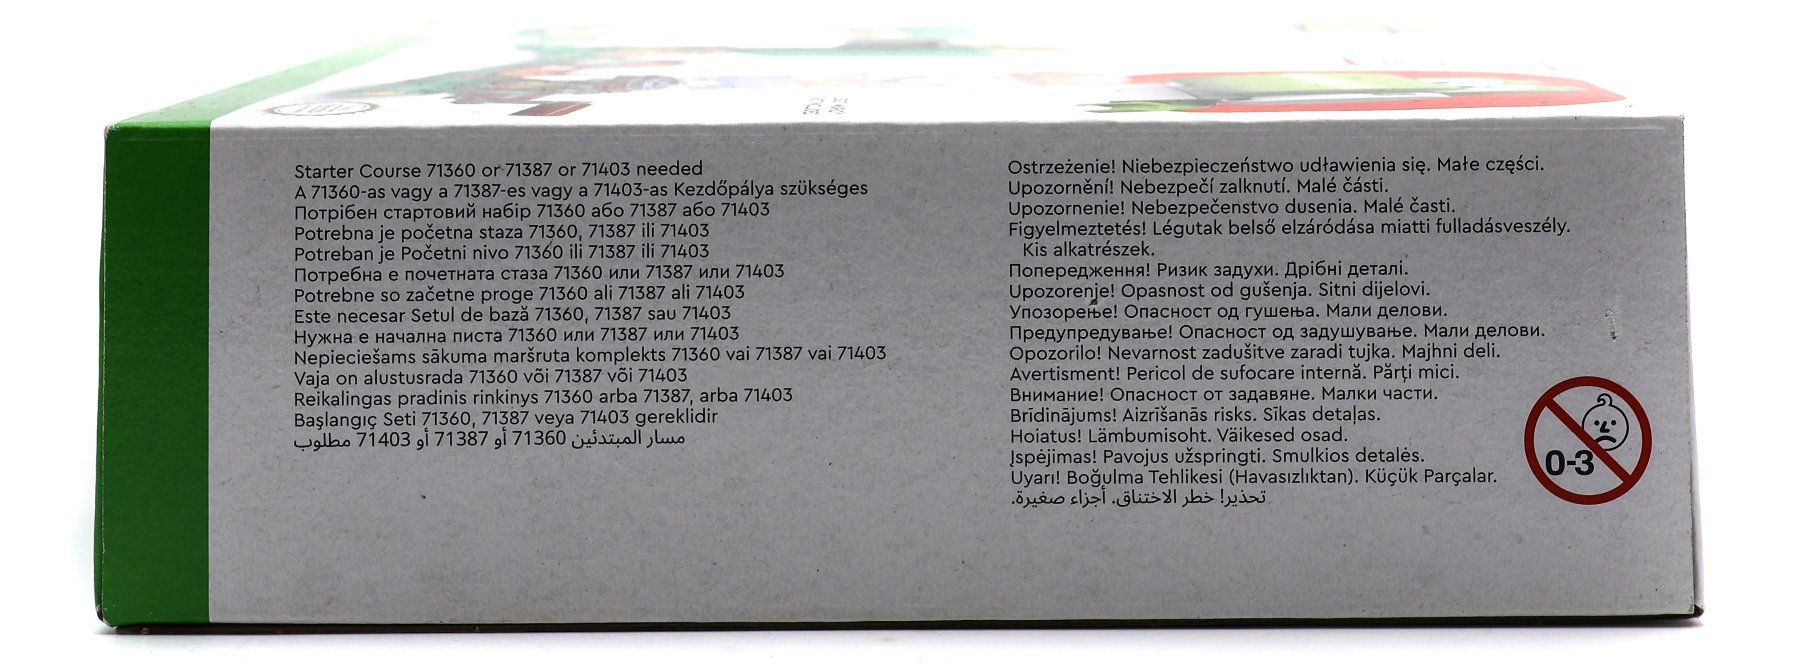 Starter Course 71360 or 71387 or 71403 needed
A 71360-as vagy a 71387-es vagy a 71403-as Kezdőpálya szükséges
Потрібен стартовий набір 71360 або 71387 або 71403
Potrebna je početna staza 71360, 71387 ili 71403
Potreban je Početni nivo 71360 ili 71387 ili 71403
Потребна е почетната стаза 71360 или 71387 или 71403
Potrebne so začetne proge 71360 ali 71387 ali 71403
Este necesar Setul de bază 71360, 71387 sau 71403
Нужна е начална писта 71360 или 71387 или 71403
Nepieciešams sākuma maršruta komplekts 71360 vai 71387 vai 71403
Vaja on alustusrada 71360 või 71387 või 71403
Reikalingas pradinis rinkinys 71360 arba 71387, arba 71403
Başlangıç Seti 71360, 71387 veya 71403 gereklidir
مسار المبتدئين 71360 أو 71387 أو 71403 مطلوب
Ostrzeżenie! Niebezpieczeństwo udławienia się. Małe części.
Upozornění! Nebezpečí zalknutí. Malé části.
Upozornenie! Nebezpečenstvo dusenia. Malé časti.
Figyelmeztetés! Légutak belső elzáródása miatti fulladásveszély.
Kis alkatrészek.
Попередження! Ризик задухи. Дрібні деталі.
Upozorenje! Opasnost od gušenja. Sitni dijelovi.
Упозорење! Опасност од гушења. Мали делови.
Предупредување! Опасност од задушување. Мали делови.
Opozorilo! Nevarnost zadušitve zaradi tujka. Majhni deli.
Avertisment! Pericol de sufocare internă. Părți mici.
Внимание! Опасност от задавяне. Малки части.
Brīdinājums! Aizrīšanās risks. Sīkas detaļas.
Hoiatus! Lämbumisoht. Väikesed osad.
Įspėjimas! Pavojus užspringti. Smulkios detalės.
Uyarı! Boğulma Tehlikesi (Havasızlıktan). Küçük Parçalar.
تحذير! خطر الاختناق. أجزاء صغيرة.
0-3